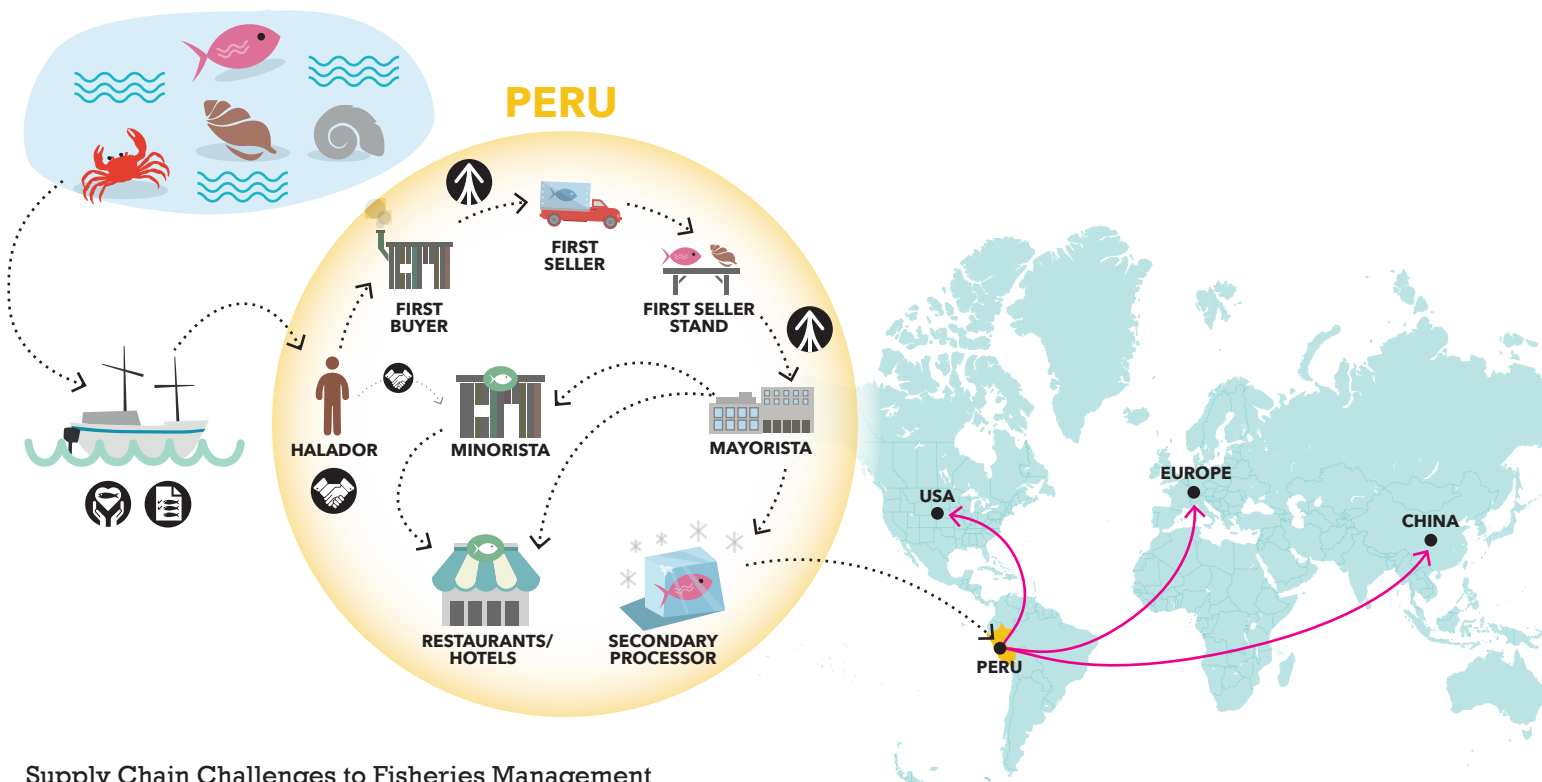 PERU
FIRST
SELLER
FIRST
BUYER
FIRST SELLER
STAND
HALADOR
MINORISTA
MAYORISTA
RESTAURANTS/
HOTELS
SECONDARY
PROCESSOR
USA
EUROPE
CHINA
PERU
Supply Chain Challenges to Fisheries Management